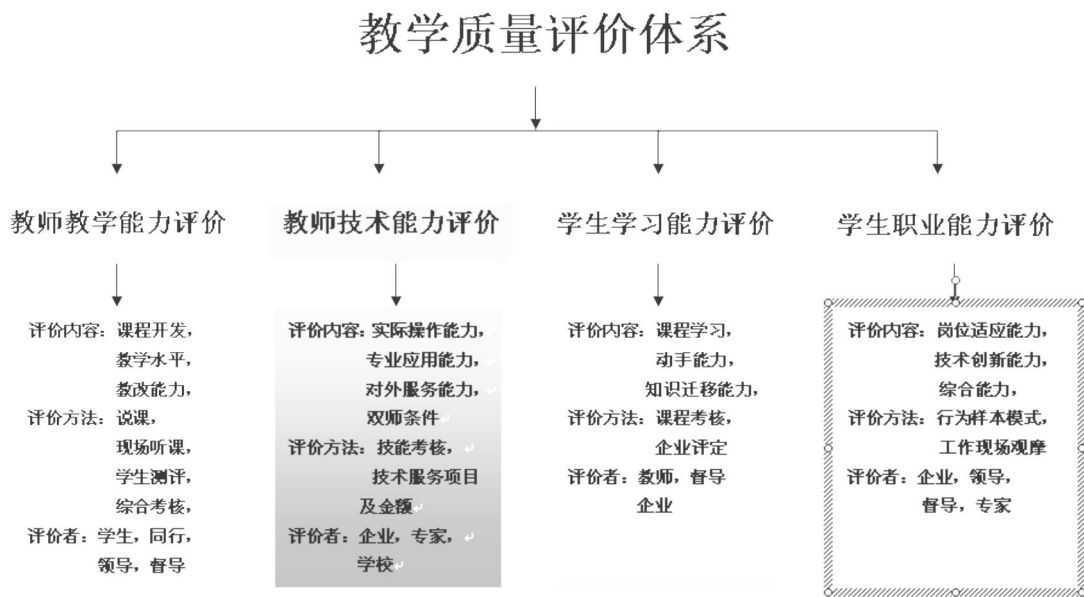 教学质量评价体系
教师教学能力评价
教师技术能力评价
学生学习能力评价
学生职业能力评价
评价内容：课程开发，
教学水平，
教改能力，
评价方法：说课，
现场听课，
学生测评，
综合考核，
评价者：学生，同行，
领导，督导
评价内容：实际操作能力，
专业应用能力，
对外服务能力，
双师条件
评价方法：技能考核，
技术服务项目
及金额
评价者：企业，专家，
学校
评价内容：课程学习，
动手能力，
知识迁移能力，
评价方法：课程考核，
企业评定
评价者：教师，督导
企业
评价内容：岗位适应能力，
技术创新能力，
综合能力，
评价方法：行为样本模式，
工作现场观摩
评价者：企业，领导，
督导，专家